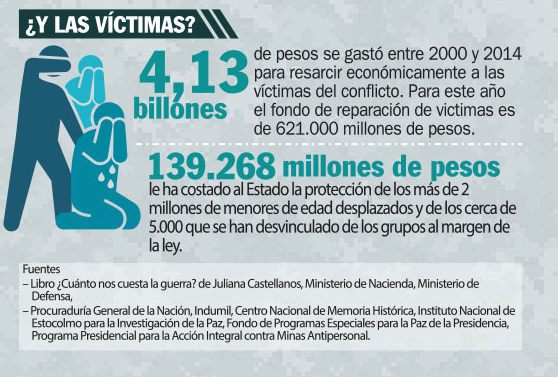 ¿Y LAS VÍCTIMAS?
4,13
billones
de pesos se gastó entre 2000 y 2014
para resarcir económicamente a las
víctimas del conflicto. Para este año
el fondo de reparación de victimas es
de 621.000 millones de pesos.
139.268 millones de pesos
le ha costado al Estado la protección de los más de 2
millones de menores de edad desplazados y de los cerca de
5.000 que se han desvinculado de los grupos al margen de
la ley.
Fuentes
– Libro ¿Cuánto nos cuesta la guerra? de Juliana Castellanos, Ministerio de Nacienda, Ministerio de
Defensa,
– Procuraduría General de la Nación, Indumil, Centro Nacional de Memoria Histórica, Instituto Nacional de
Estocolmo para la Investigación de la Paz, Fondo de Programas Especiales para la Paz de la Presidencia,
Programa Presidencial para la Acción Integral contra Minas Antipersonal.